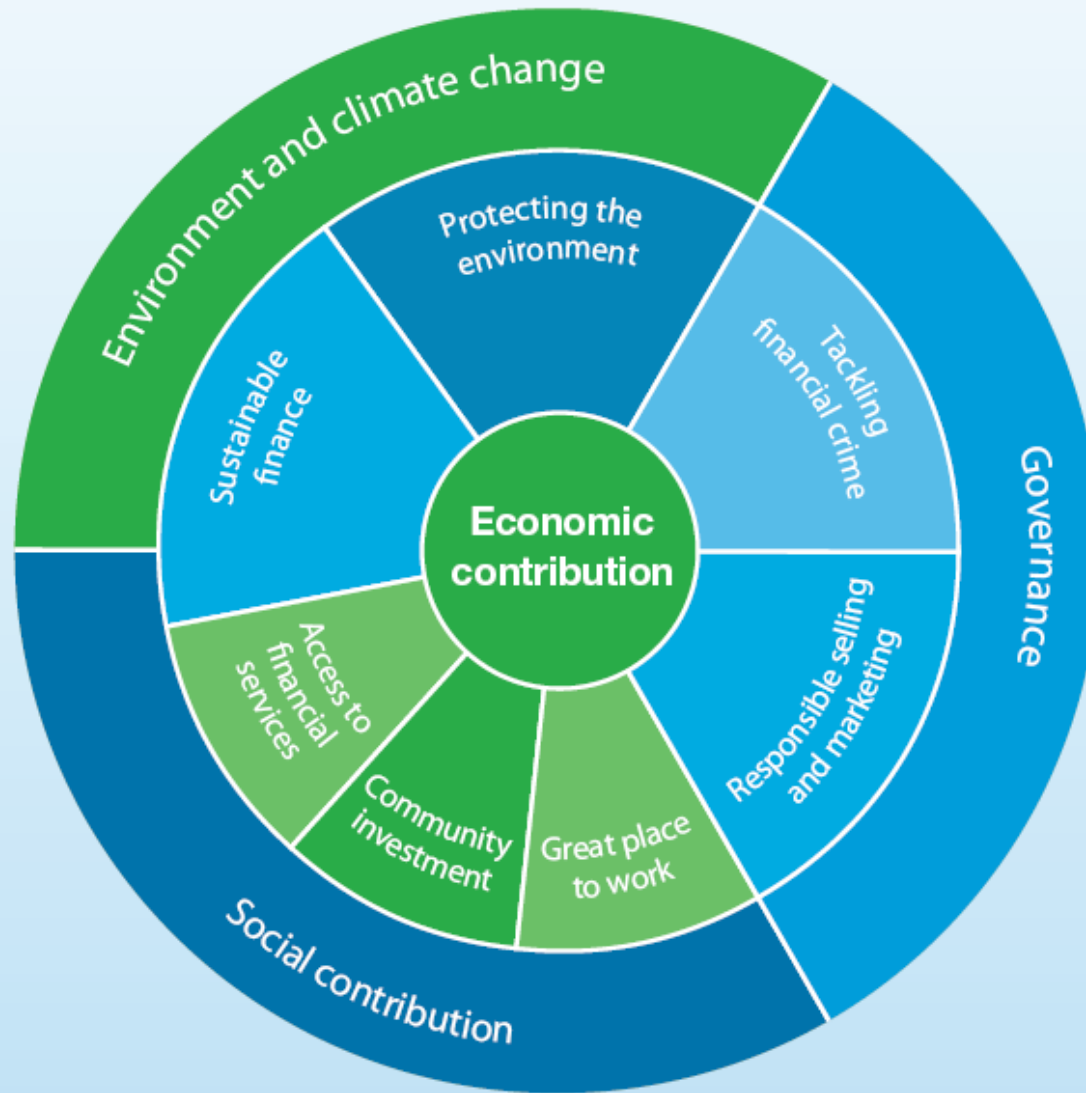 Environment and climate change
Protecting the
environment
Tackling
financial crime
Governance
Sustainable
finance
Economic
contribution
Responsible selling
and marketing
Access to
financial
services
Community
investment
Great place
to work
Social contribution